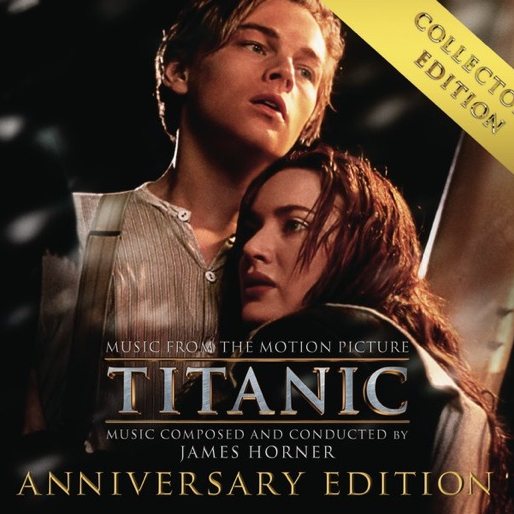 COLLECTO
EDITION
MUSIC FROM THE MOTION PICTURE
TITANIC
MUSIC COMPOSED AND CONDUCTED BY
JAMES HORNER
ANNIVERSARY EDITION